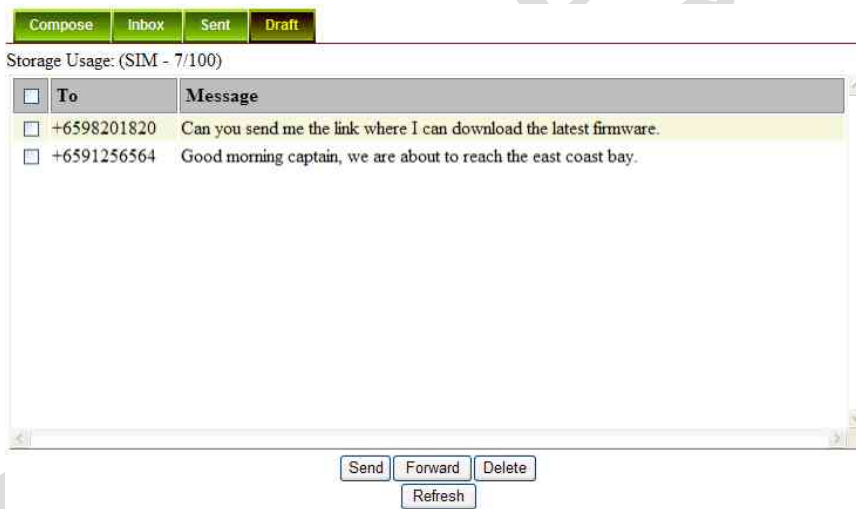 Compose Inbox Sent Draft
Storage Usage: (SIM - 7/100)
To Message
+6598201820 Can you send me the link where I can download the latest firmware.
+6591256564 Good morning captain, we are about to reach the east coast bay.
Send Forward Delete
Refresh